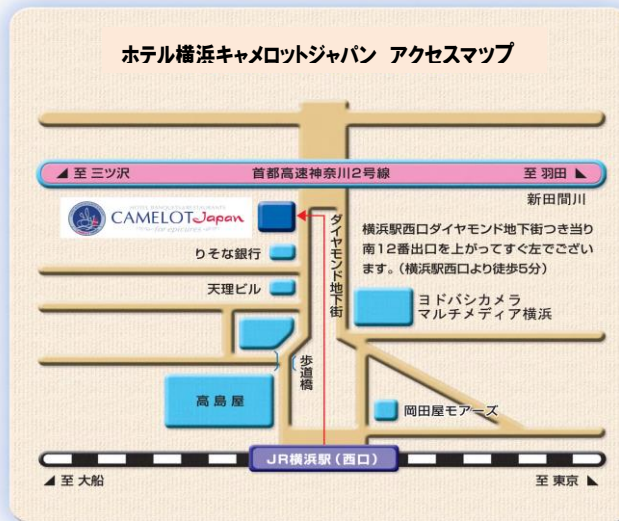 ホテル横浜キャメロットジャパン アクセスマップ
◀ 至 三ツ沢 首都高速神奈川2号線 至 羽田 ▶
新田間川
CAMELOT Japan
for epicures
ダイヤモンド地下街
横浜駅西口ダイヤモンド地下街つき当り
南12番出口を上がってすぐ左でござい
ます。(横浜駅西口より徒歩5分)
りそな銀行
天理ビル
ヨドバシカメラ
マルチメディア横浜
歩道橋
高島屋
岡田屋モアーズ
JR横浜駅(西口)
◀ 至 大船 至 東京 ▶